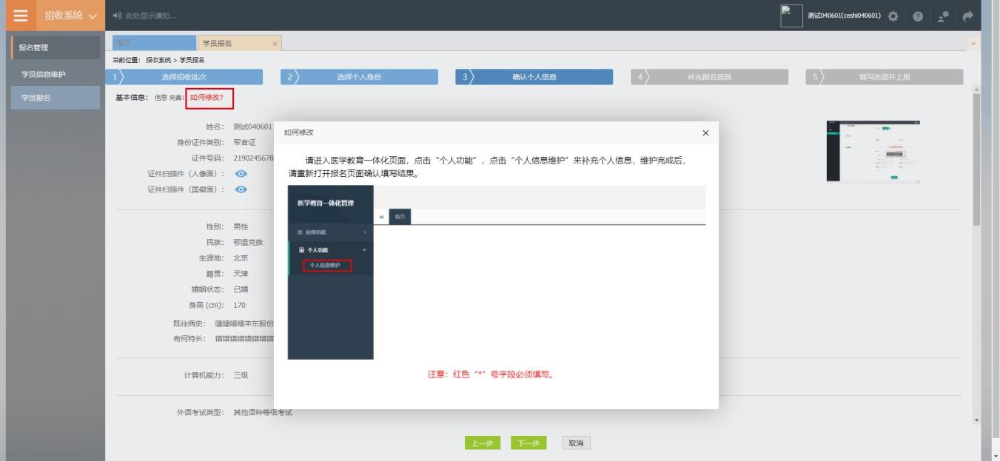 招收系统
此处显示通知...
测试040601(ceshi040601)
报名管理
学员信息维护
学员报名
首页
学员报名 ×
当前位置: 招收系统 > 学员报名
1 选择招收批次
2 选择个人身份
3 确认个人信息
4 补充报名信息
5 填写志愿并上报
基本信息: 信息 完善! 如何修改?
姓名: 测试040601
身份证件类别: 军官证
证件号码: 2190245678
证件扫描件（人像面）:
证件扫描件（国徽面）:
性别: 男性
民族: 鄂温克族
生源地: 北京
籍贯: 天津
婚姻状态: 已婚
身高 (cm): 170
既往病史:
有何特长: 错错错错错错错错
计算机能力: 三级
外语考试类型: 其他语种等级考试
如何修改
请进入医学教育一体化页面，点击“个人功能”，点击“个人信息维护”来补充个人信息，维护完成后，
请重新打开报名页面确认填写结果。
医学教育一体化管理
首页
应用功能
个人功能
个人信息维护
注意：红色“*”号字段必须填写。
上一步
下一步
取消